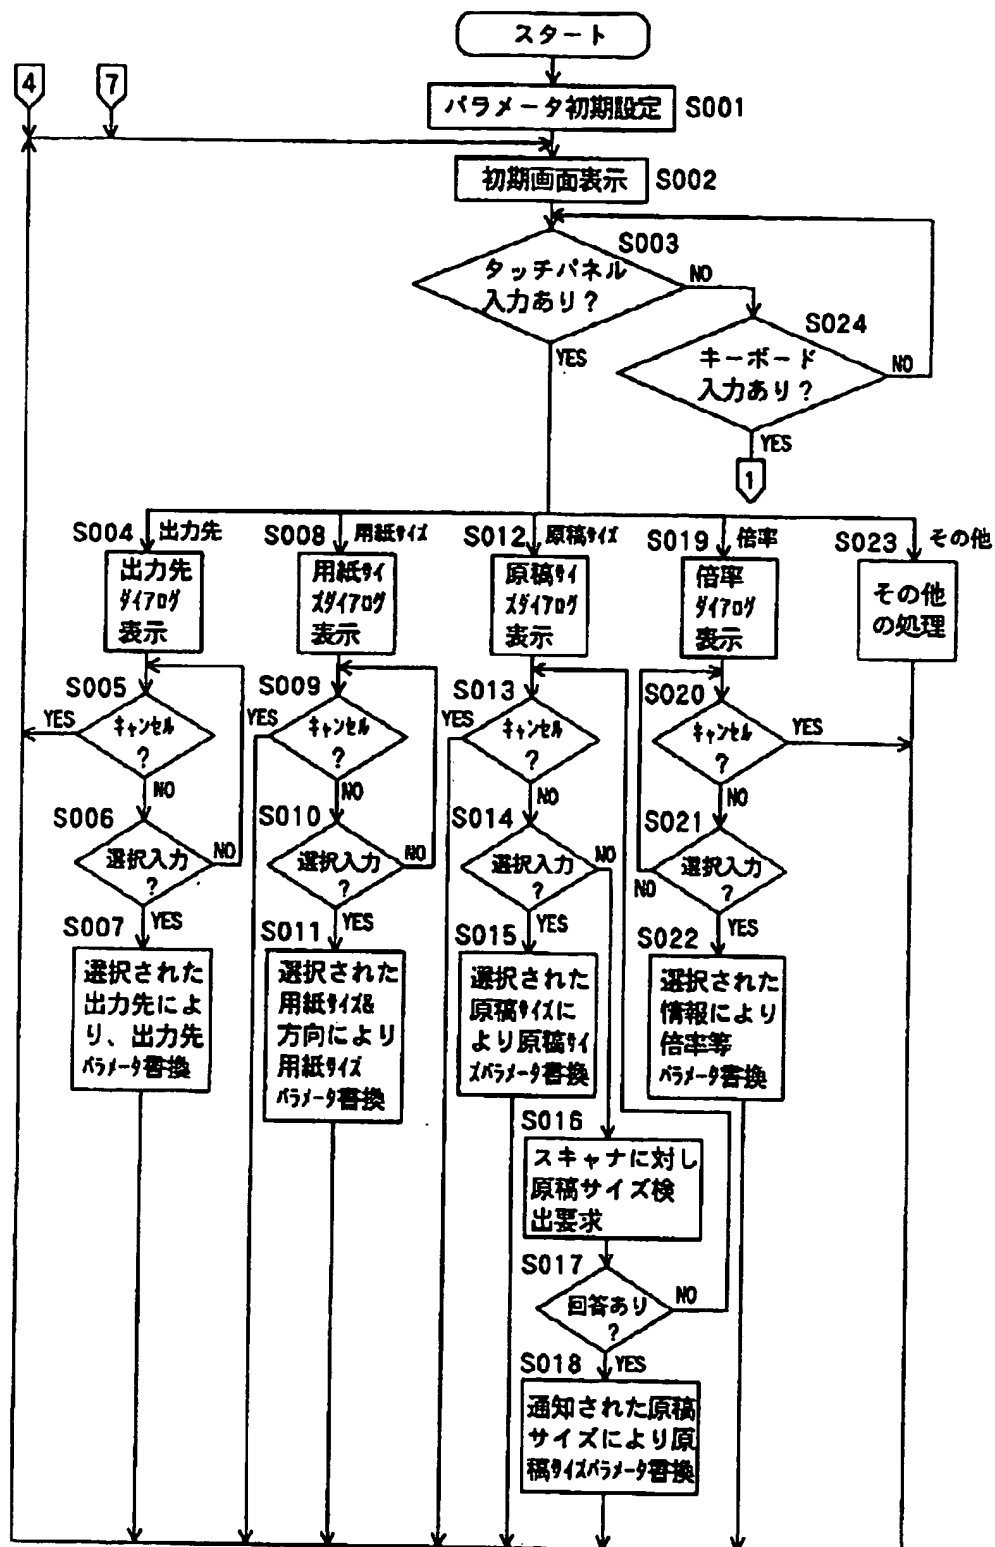 スタート
4
7
パラメータ初期設定
S001
初期画面表示
S002
S003
タッチパネル
入力あり？
NO
YES
S024
キーボード
入力あり？
NO
YES
1
S004
出力先
出力先
ダイアログ
表示
S005
キャンセル
？
YES
NO
S006
選択入力
？
NO
YES
S007
選択された
出力先によ
り、出力先
パラメータ書換
S008
用紙サイズ
用紙サイ
ズダイアログ
表示
S009
キャンセル
？
YES
NO
S010
選択入力
？
NO
YES
S011
選択された
用紙サイズ&
方向により
用紙サイズ
パラメータ書換
S012
原稿サイズ
原稿サイ
ズダイアログ
表示
S013
キャンセル
？
YES
NO
S014
選択入力
？
NO
YES
S015
選択された
原稿サイズに
より原稿サイ
ズパラメータ書換
S016
スキャナに対し
原稿サイズ検
出要求
S017
回答あり
？
NO
YES
S018
通知された原稿
サイズにより原
稿サイズパラメータ書換
S019
倍率
倍率
ダイアログ
表示
S020
キャンセル
？
YES
NO
S021
選択入力
？
NO
YES
S022
選択された
情報により
倍率等
パラメータ書換
S023
その他
その他
の処理